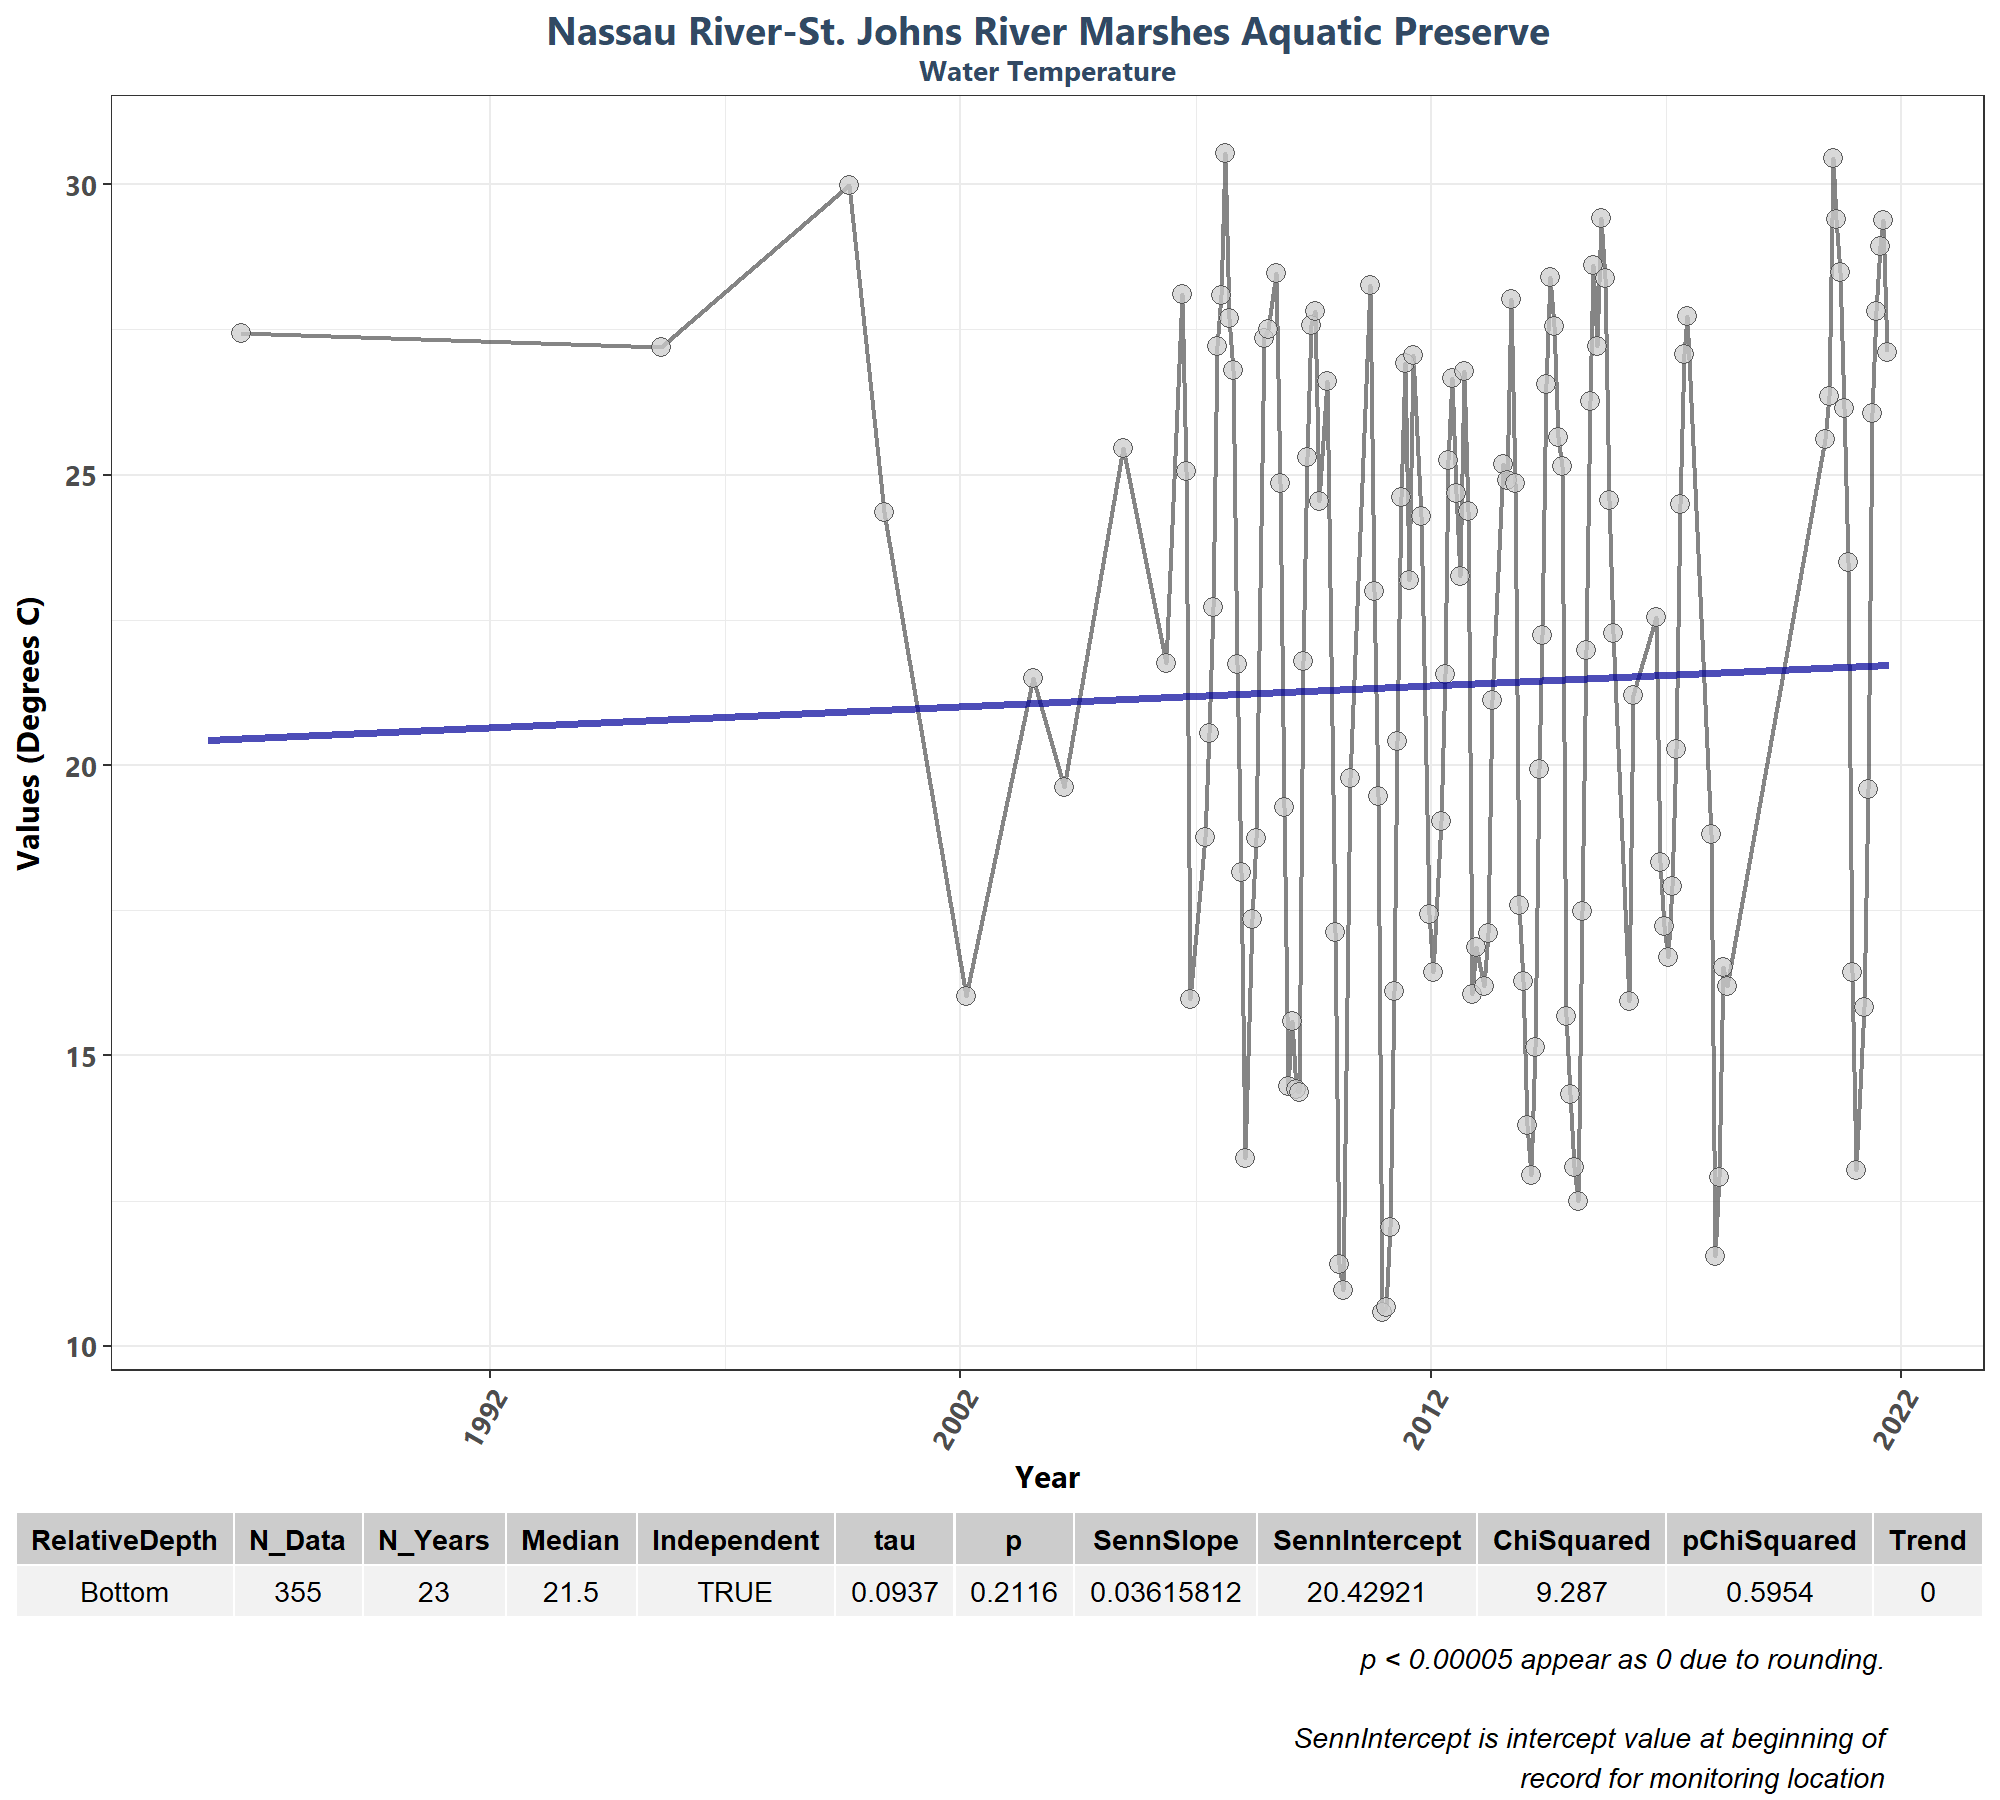 Nassau River-St. Johns River Marshes Aquatic Preserve
Water Temperature
Values (Degrees C)
30
25
20
15
10
1992
2002
2012
2022
Year
RelativeDepth N_Data N_Years Median Independent tau p SennSlope SennIntercept ChiSquared pChiSquared Trend
Bottom 355 23 21.5 TRUE 0.0937 0.2116 0.03615812 20.42921 9.287 0.5954 0
p < 0.00005 appear as 0 due to rounding.
SennIntercept is intercept value at beginning of
record for monitoring location